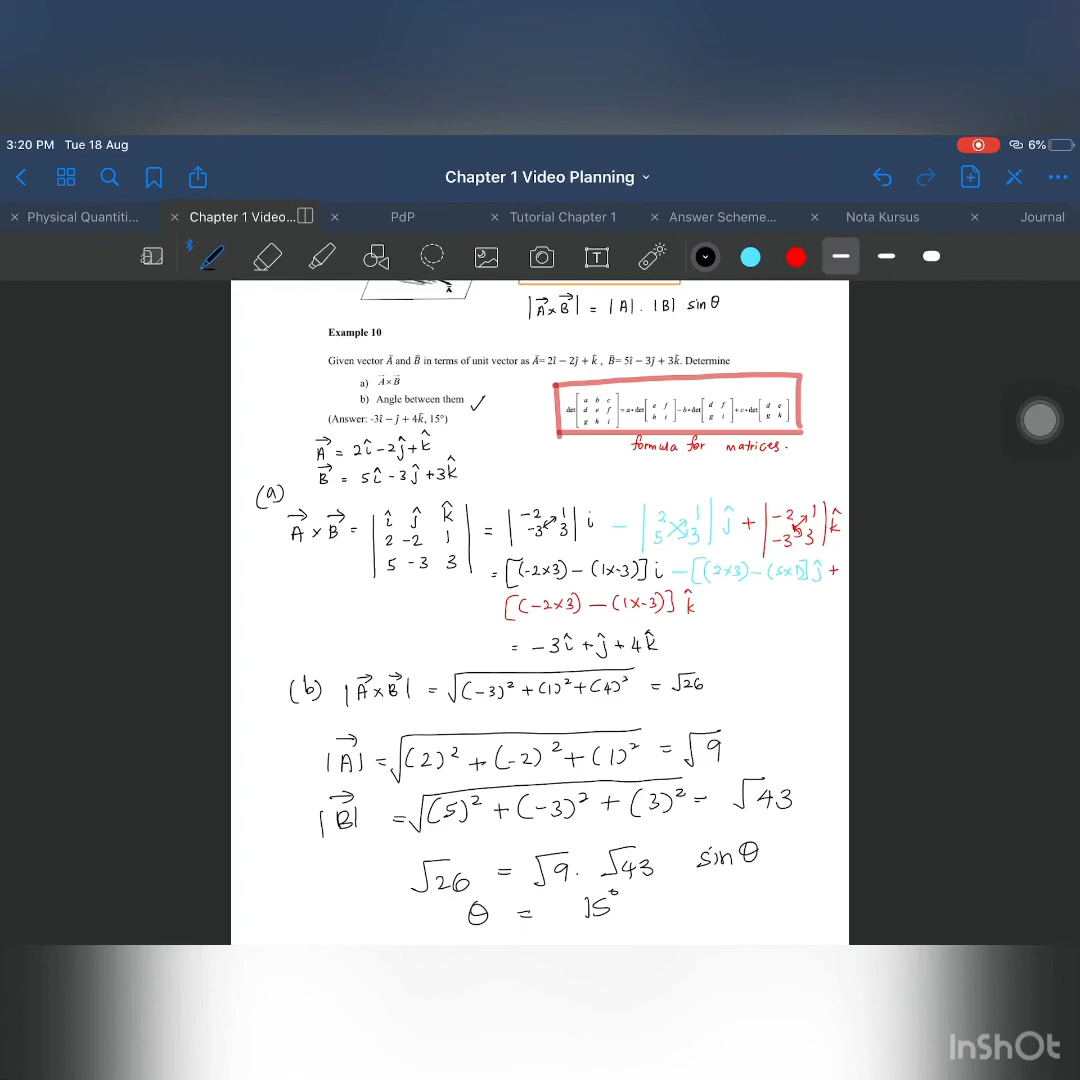 3:20 PM Tue 18 Aug
6%
Chapter 1 Video Planning
Physical Quantiti...
Chapter 1 Video...
PdP
Tutorial Chapter 1
Answer Scheme...
Nota Kursus
Journal
|A⃗×B⃗| = |A|.|B| sin θ
Example 10
Given vector Ā and B̄ in terms of unit vector as Ā= 2î − 2ĵ + k̂ , B̄= 5î − 3ĵ + 3k̂. Determine
a) A⃗×B⃗
b) Angle between them ✓
(Answer: -3î − ĵ + 4k̂, 15°)
det [a b c; d e f; g h i] = a • det [e f; h i] − b • det [d f; g i] + c • det [d e; g h]
formula for matrices.
A⃗ = 2î − 2ĵ + k̂
B⃗ = 5î − 3ĵ + 3k̂
(a)
A⃗ × B⃗ = |î ĵ k̂; 2 -2 1; 5 -3 3| = |-2 1; -3 3| i − |2 1; 5 3| ĵ + |-2 1; -3 3| k̂
= [(-2×3) − (1×-3)] i − [(2×3) − (5×1)] ĵ +
[(-2×3) − (1×-3)] k̂
= −3î + ĵ + 4k̂
(b) |A⃗×B⃗| = √(-3)² + (1)² + (4)² = √26
|A⃗| = √(2)² + (-2)² + (1)² = √9
|B⃗| = √(5)² + (-3)² + (3)² = √43
√26 = √9 . √43 sin θ
θ = 15°
InShOt